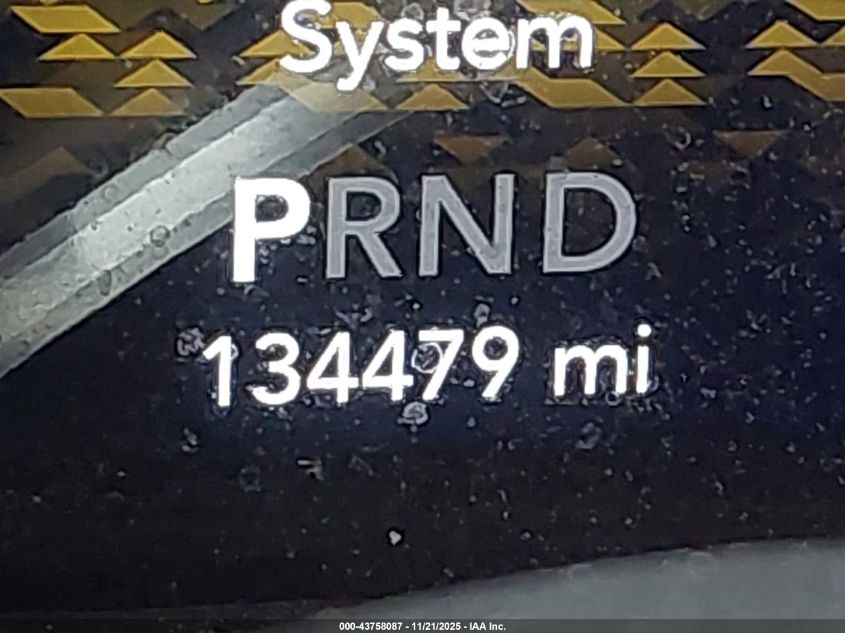 System
PRND
134479 mi
000-43758087 - 11/21/2025 - IAA Inc.